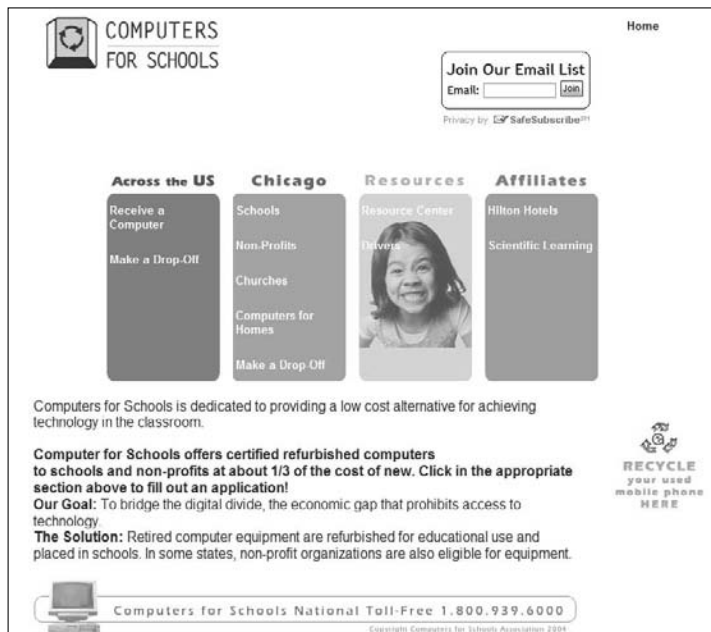 COMPUTERS
FOR SCHOOLS
Home
Join Our Email List
Email: Join
Privacy by SafeSubscribe SM
Across the US
Receive a
Computer
Make a Drop-Off
Chicago
Schools
Non-Profits
Churches
Computers for
Homes
Make a Drop-Off
Resources
Resource Center
Drivers
Affiliates
Hilton Hotels
Scientific Learning
Computers for Schools is dedicated to providing a low cost alternative for achieving
technology in the classroom.
Computer for Schools offers certified refurbished computers
to schools and non-profits at about 1/3 of the cost of new. Click in the appropriate
section above to fill out an application!
Our Goal: To bridge the digital divide, the economic gap that prohibits access to
technology.
The Solution: Retired computer equipment are refurbished for educational use and
placed in schools. In some states, non-profit organizations are also eligible for equipment.
RECYCLE
your used
mobile phone
HERE
Computers for Schools National Toll-Free 1.800.939.6000
Copyright Computers for Schools Association 2004